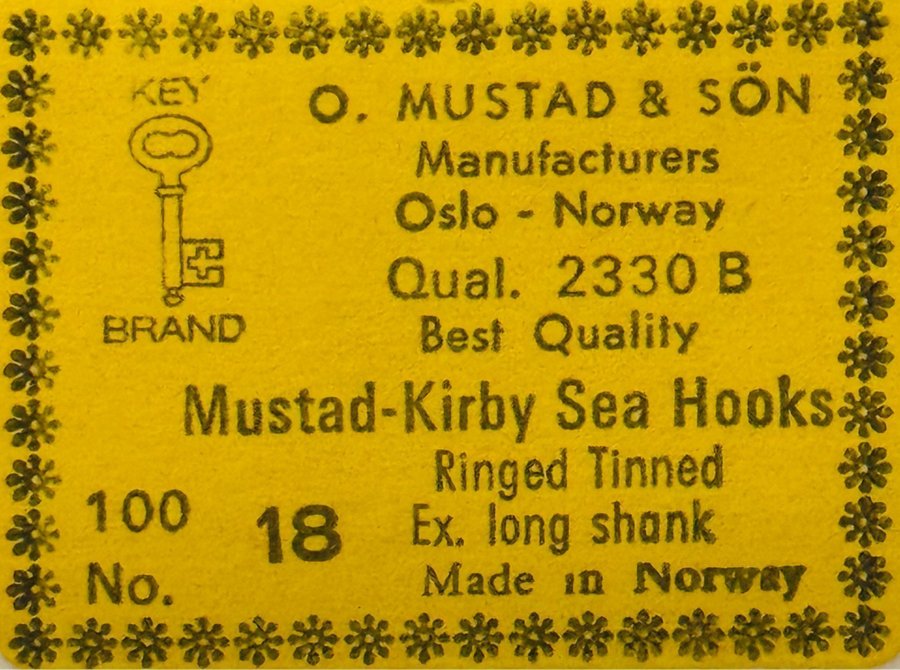 KEY
BRAND
O. MUSTAD & SÖN
Manufacturers
Oslo - Norway
Qual. 2330 B
Best Quality
Mustad-Kirby Sea Hooks
Ringed Tinned
100
No.
18
Ex. long shank
Made in Norway